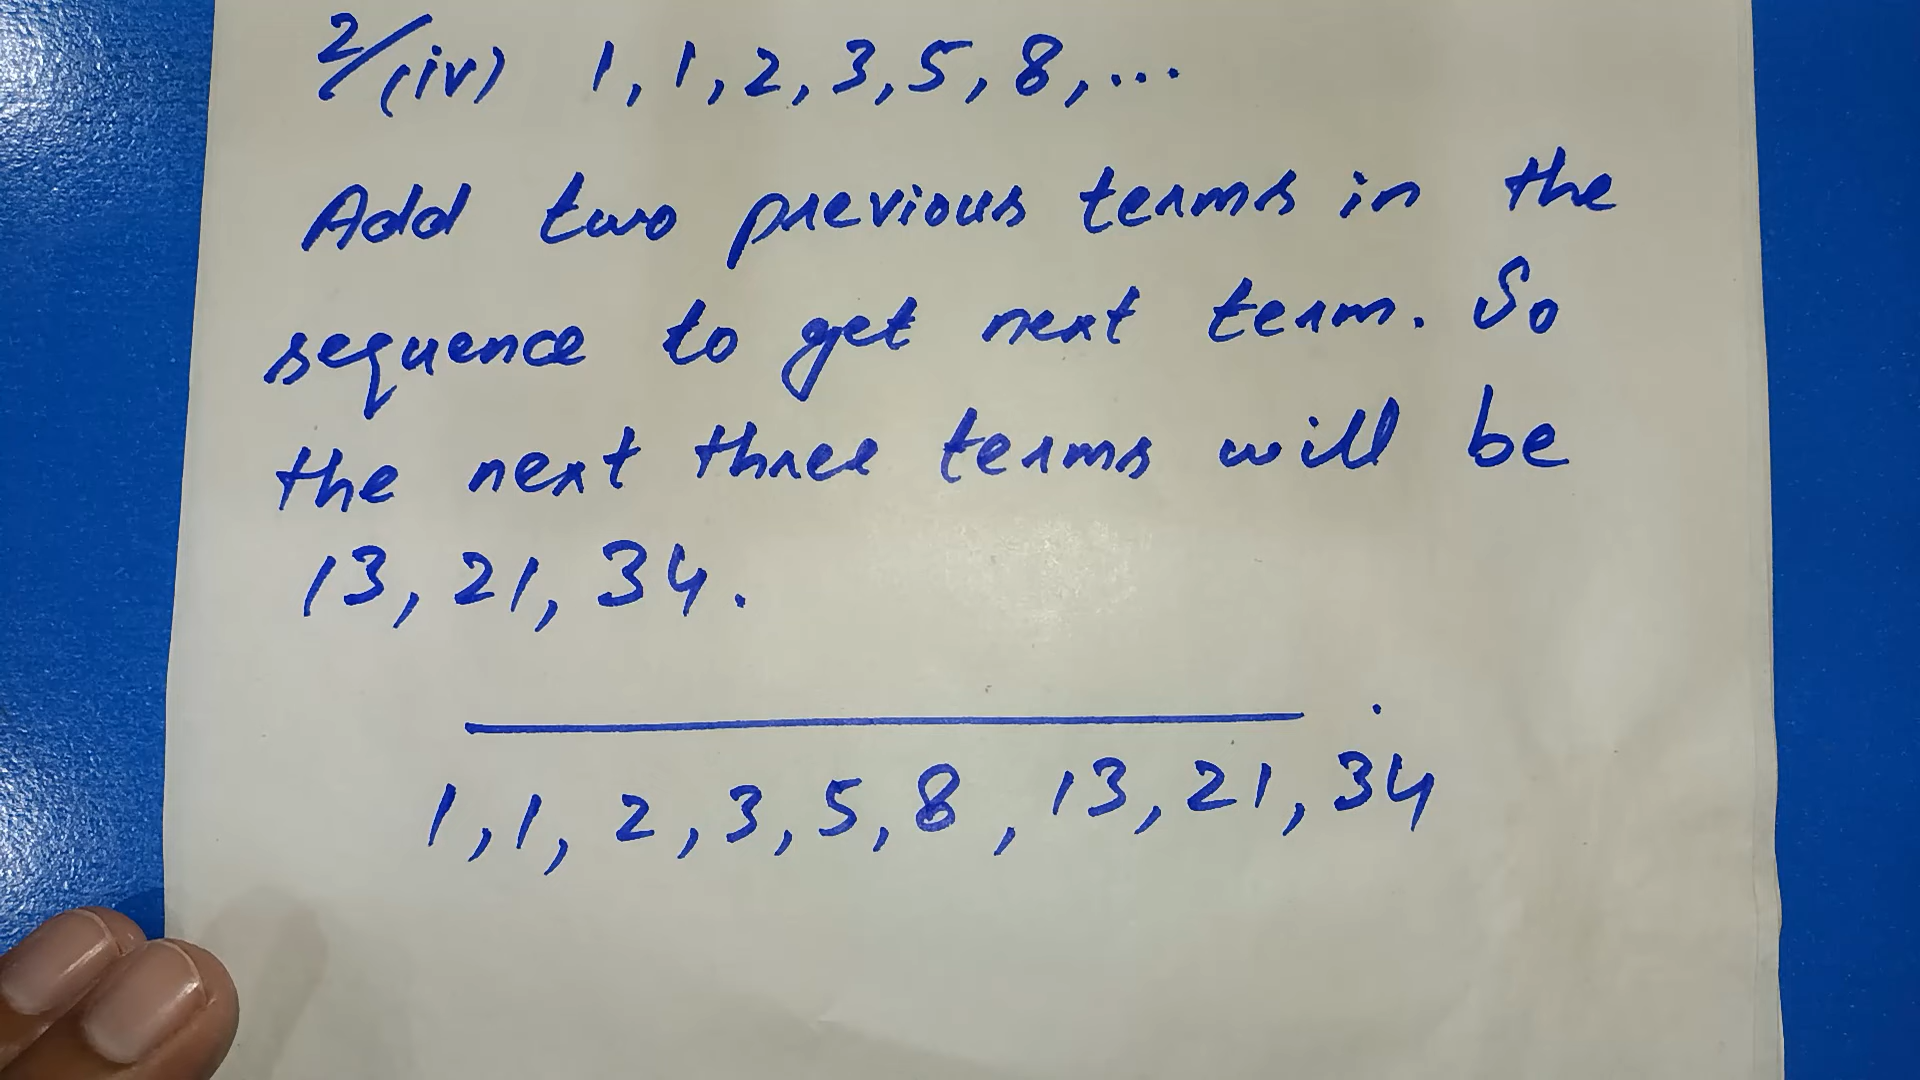 2/(iv) 1, 1, 2, 3, 5, 8, ...
Add two previous terms in the
sequence to get next term. So
the next three terms will be
13, 21, 34.
1, 1, 2, 3, 5, 8, 13, 21, 34